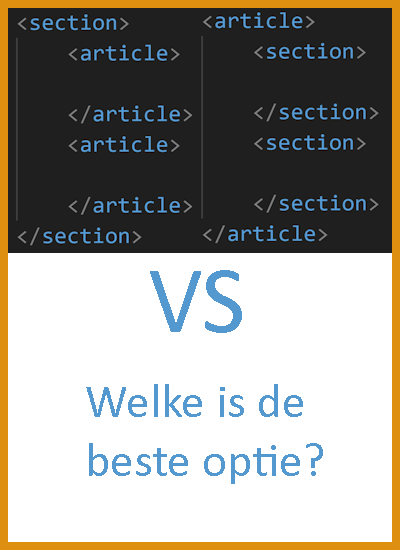 <section>
    <article>

    </article>
    <article>

    </article>
</section>
<article>
    <section>

    </section>
    <section>

    </section>
</article>
VS
Welke is de
beste optie?